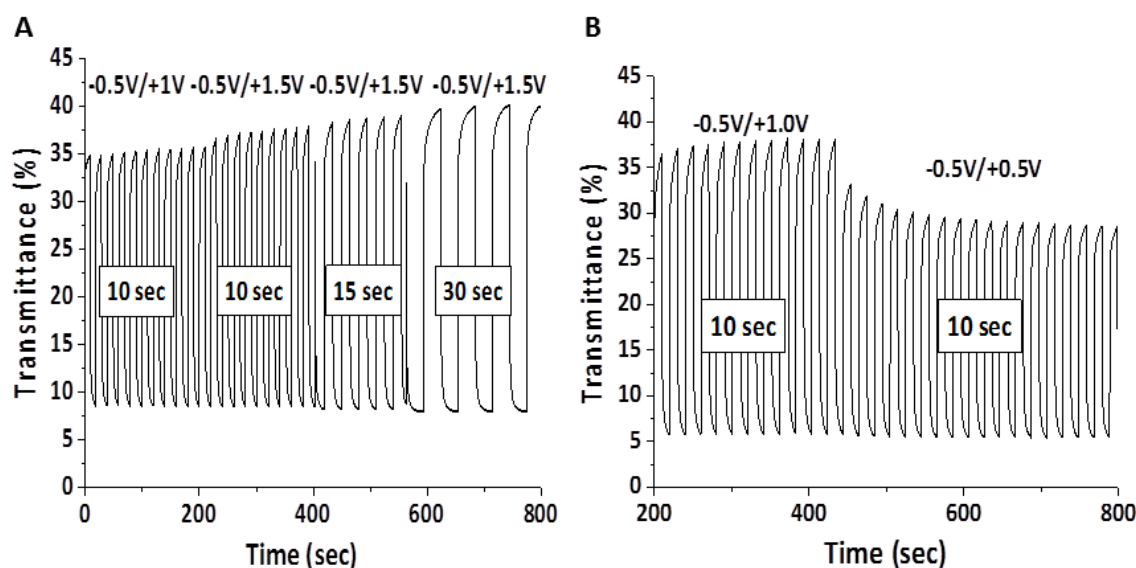 A
45
40
35
30
25
20
15
10
5
0
Transmittance (%)
-0.5V/+1V -0.5V/+1.5V -0.5V/+1.5V -0.5V/+1.5V
10 sec
10 sec
15 sec
30 sec
0 200 400 600 800
Time (sec)
B
45
40
35
30
25
20
15
10
5
0
Transmittance (%)
-0.5V/+1.0V
-0.5V/+0.5V
10 sec
10 sec
200 400 600 800
Time (sec)